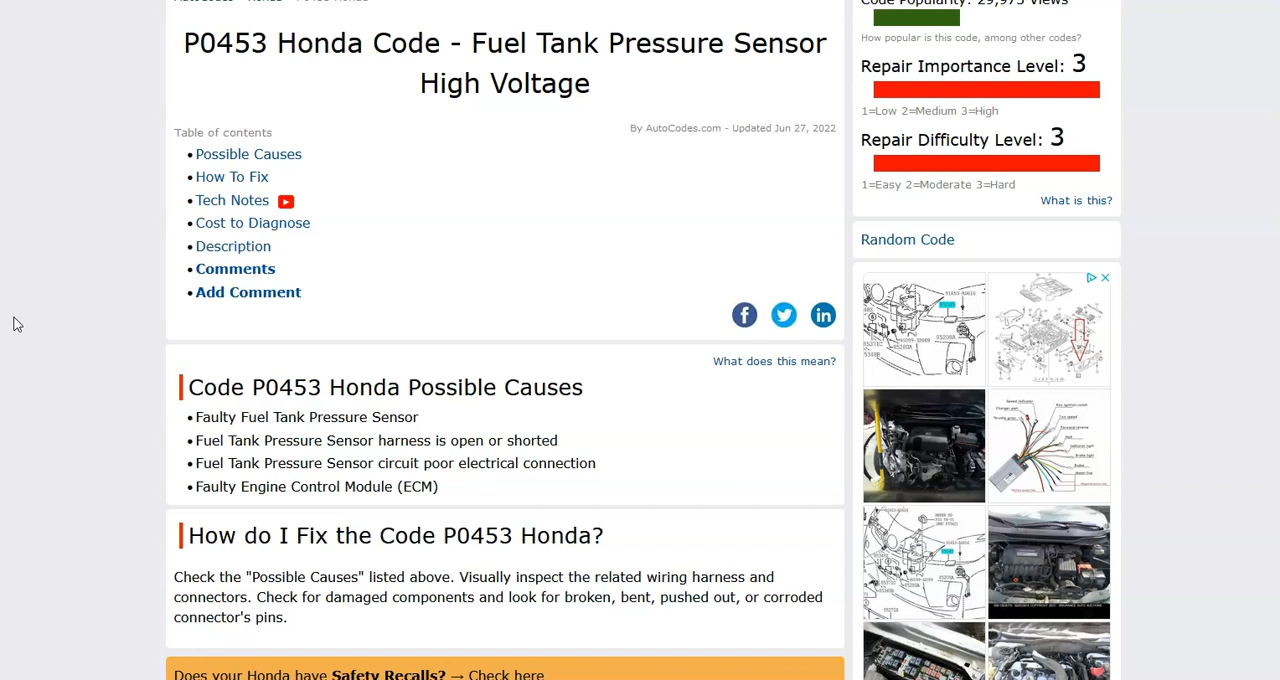 Code Popularity: 29,973 Views
How popular is this code, among other codes?
P0453 Honda Code - Fuel Tank Pressure Sensor
High Voltage
Repair Importance Level: 3
1=Low 2=Medium 3=High
Table of contents
By AutoCodes.com - Updated Jun 27, 2022
Repair Difficulty Level: 3
1=Easy 2=Moderate 3=Hard
What is this?
• Possible Causes
• How To Fix
• Tech Notes
• Cost to Diagnose
• Description
• Comments
• Add Comment
Random Code
What does this mean?
Code P0453 Honda Possible Causes
• Faulty Fuel Tank Pressure Sensor
• Fuel Tank Pressure Sensor harness is open or shorted
• Fuel Tank Pressure Sensor circuit poor electrical connection
• Faulty Engine Control Module (ECM)
How do I Fix the Code P0453 Honda?
Check the "Possible Causes" listed above. Visually inspect the related wiring harness and
connectors. Check for damaged components and look for broken, bent, pushed out, or corroded
connector's pins.
Does your Honda have Safety Recalls? → Check here